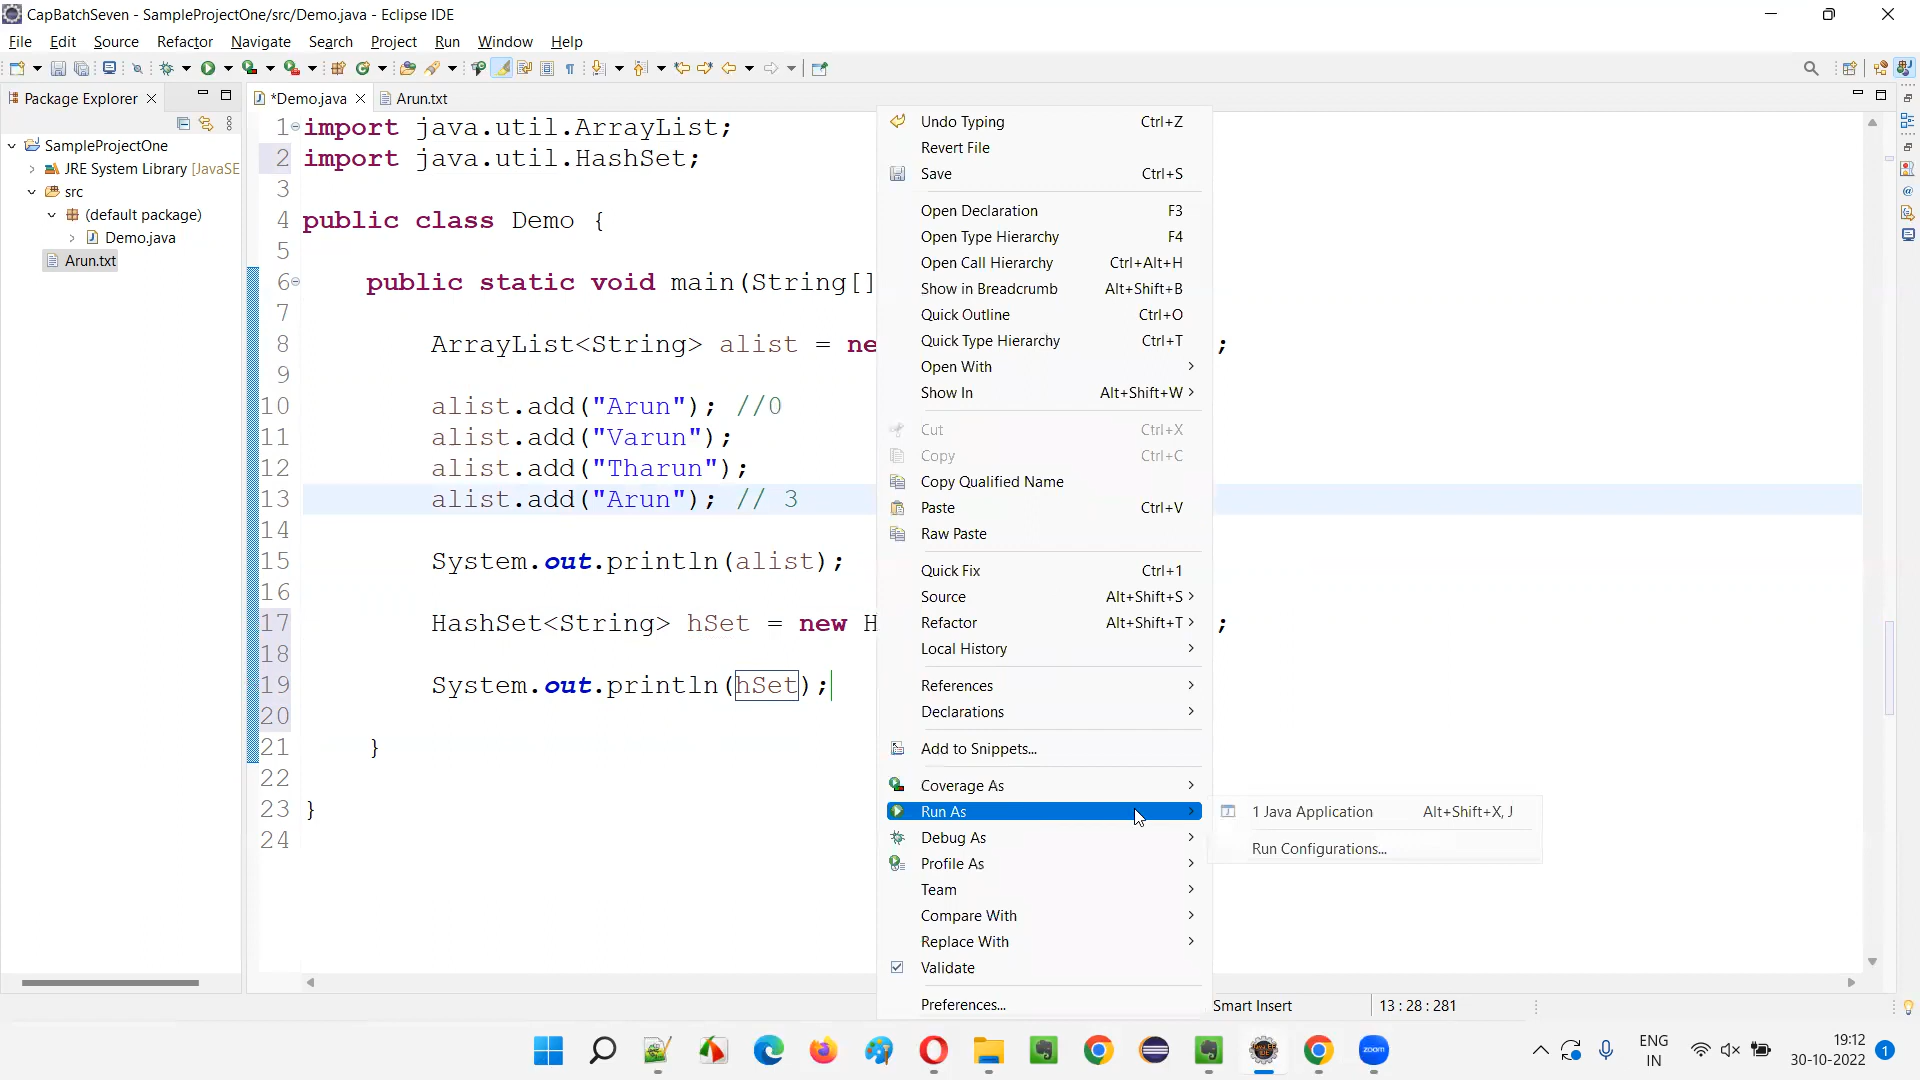 CapBatchSeven - SampleProjectOne/src/Demo.java - Eclipse IDE
File Edit Source Refactor Navigate Search Project Run Window Help
Package Explorer
*Demo.java
Arun.txt
SampleProjectOne
JRE System Library [JavaSE
src
(default package)
Demo.java
Arun.txt
1 import java.util.ArrayList;
2 import java.util.HashSet;
3
4 public class Demo {
5
6 public static void main(String[]
7
8 ArrayList<String> alist = ne ;
9
10 alist.add("Arun"); //0
11 alist.add("Varun");
12 alist.add("Tharun");
13 alist.add("Arun"); // 3
14
15 System.out.println(alist);
16
17 HashSet<String> hSet = new H ;
18
19 System.out.println(hSet);
20
21 }
22
23 }
24
Undo Typing Ctrl+Z
Revert File
Save Ctrl+S
Open Declaration F3
Open Type Hierarchy F4
Open Call Hierarchy Ctrl+Alt+H
Show in Breadcrumb Alt+Shift+B
Quick Outline Ctrl+O
Quick Type Hierarchy Ctrl+T
Open With
Show In Alt+Shift+W
Cut Ctrl+X
Copy Ctrl+C
Copy Qualified Name
Paste Ctrl+V
Raw Paste
Quick Fix Ctrl+1
Source Alt+Shift+S
Refactor Alt+Shift+T
Local History
References
Declarations
Add to Snippets...
Coverage As
Run As
Debug As
Profile As
Team
Compare With
Replace With
Validate
Preferences...
1 Java Application Alt+Shift+X, J
Run Configurations...
Smart Insert
13 : 28 : 281
zoom
ENG
IN
19:12
30-10-2022
1